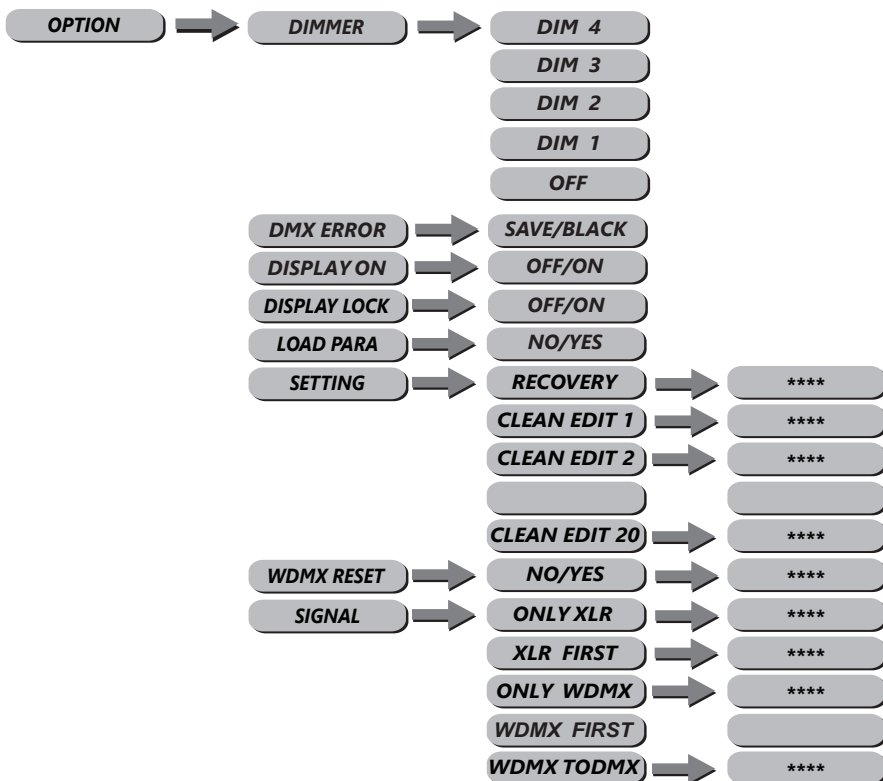 OPTION DIMMER DIM 4
DIM 3
DIM 2
DIM 1
OFF
DMX ERROR SAVE/BLACK
DISPLAY ON OFF/ON
DISPLAY LOCK OFF/ON
LOAD PARA NO/YES
SETTING RECOVERY ****
CLEAN EDIT 1 ****
CLEAN EDIT 2 ****
CLEAN EDIT 20 ****
WDMX RESET NO/YES ****
SIGNAL ONLY XLR ****
XLR FIRST ****
ONLY WDMX ****
WDMX FIRST
WDMX TODMX ****